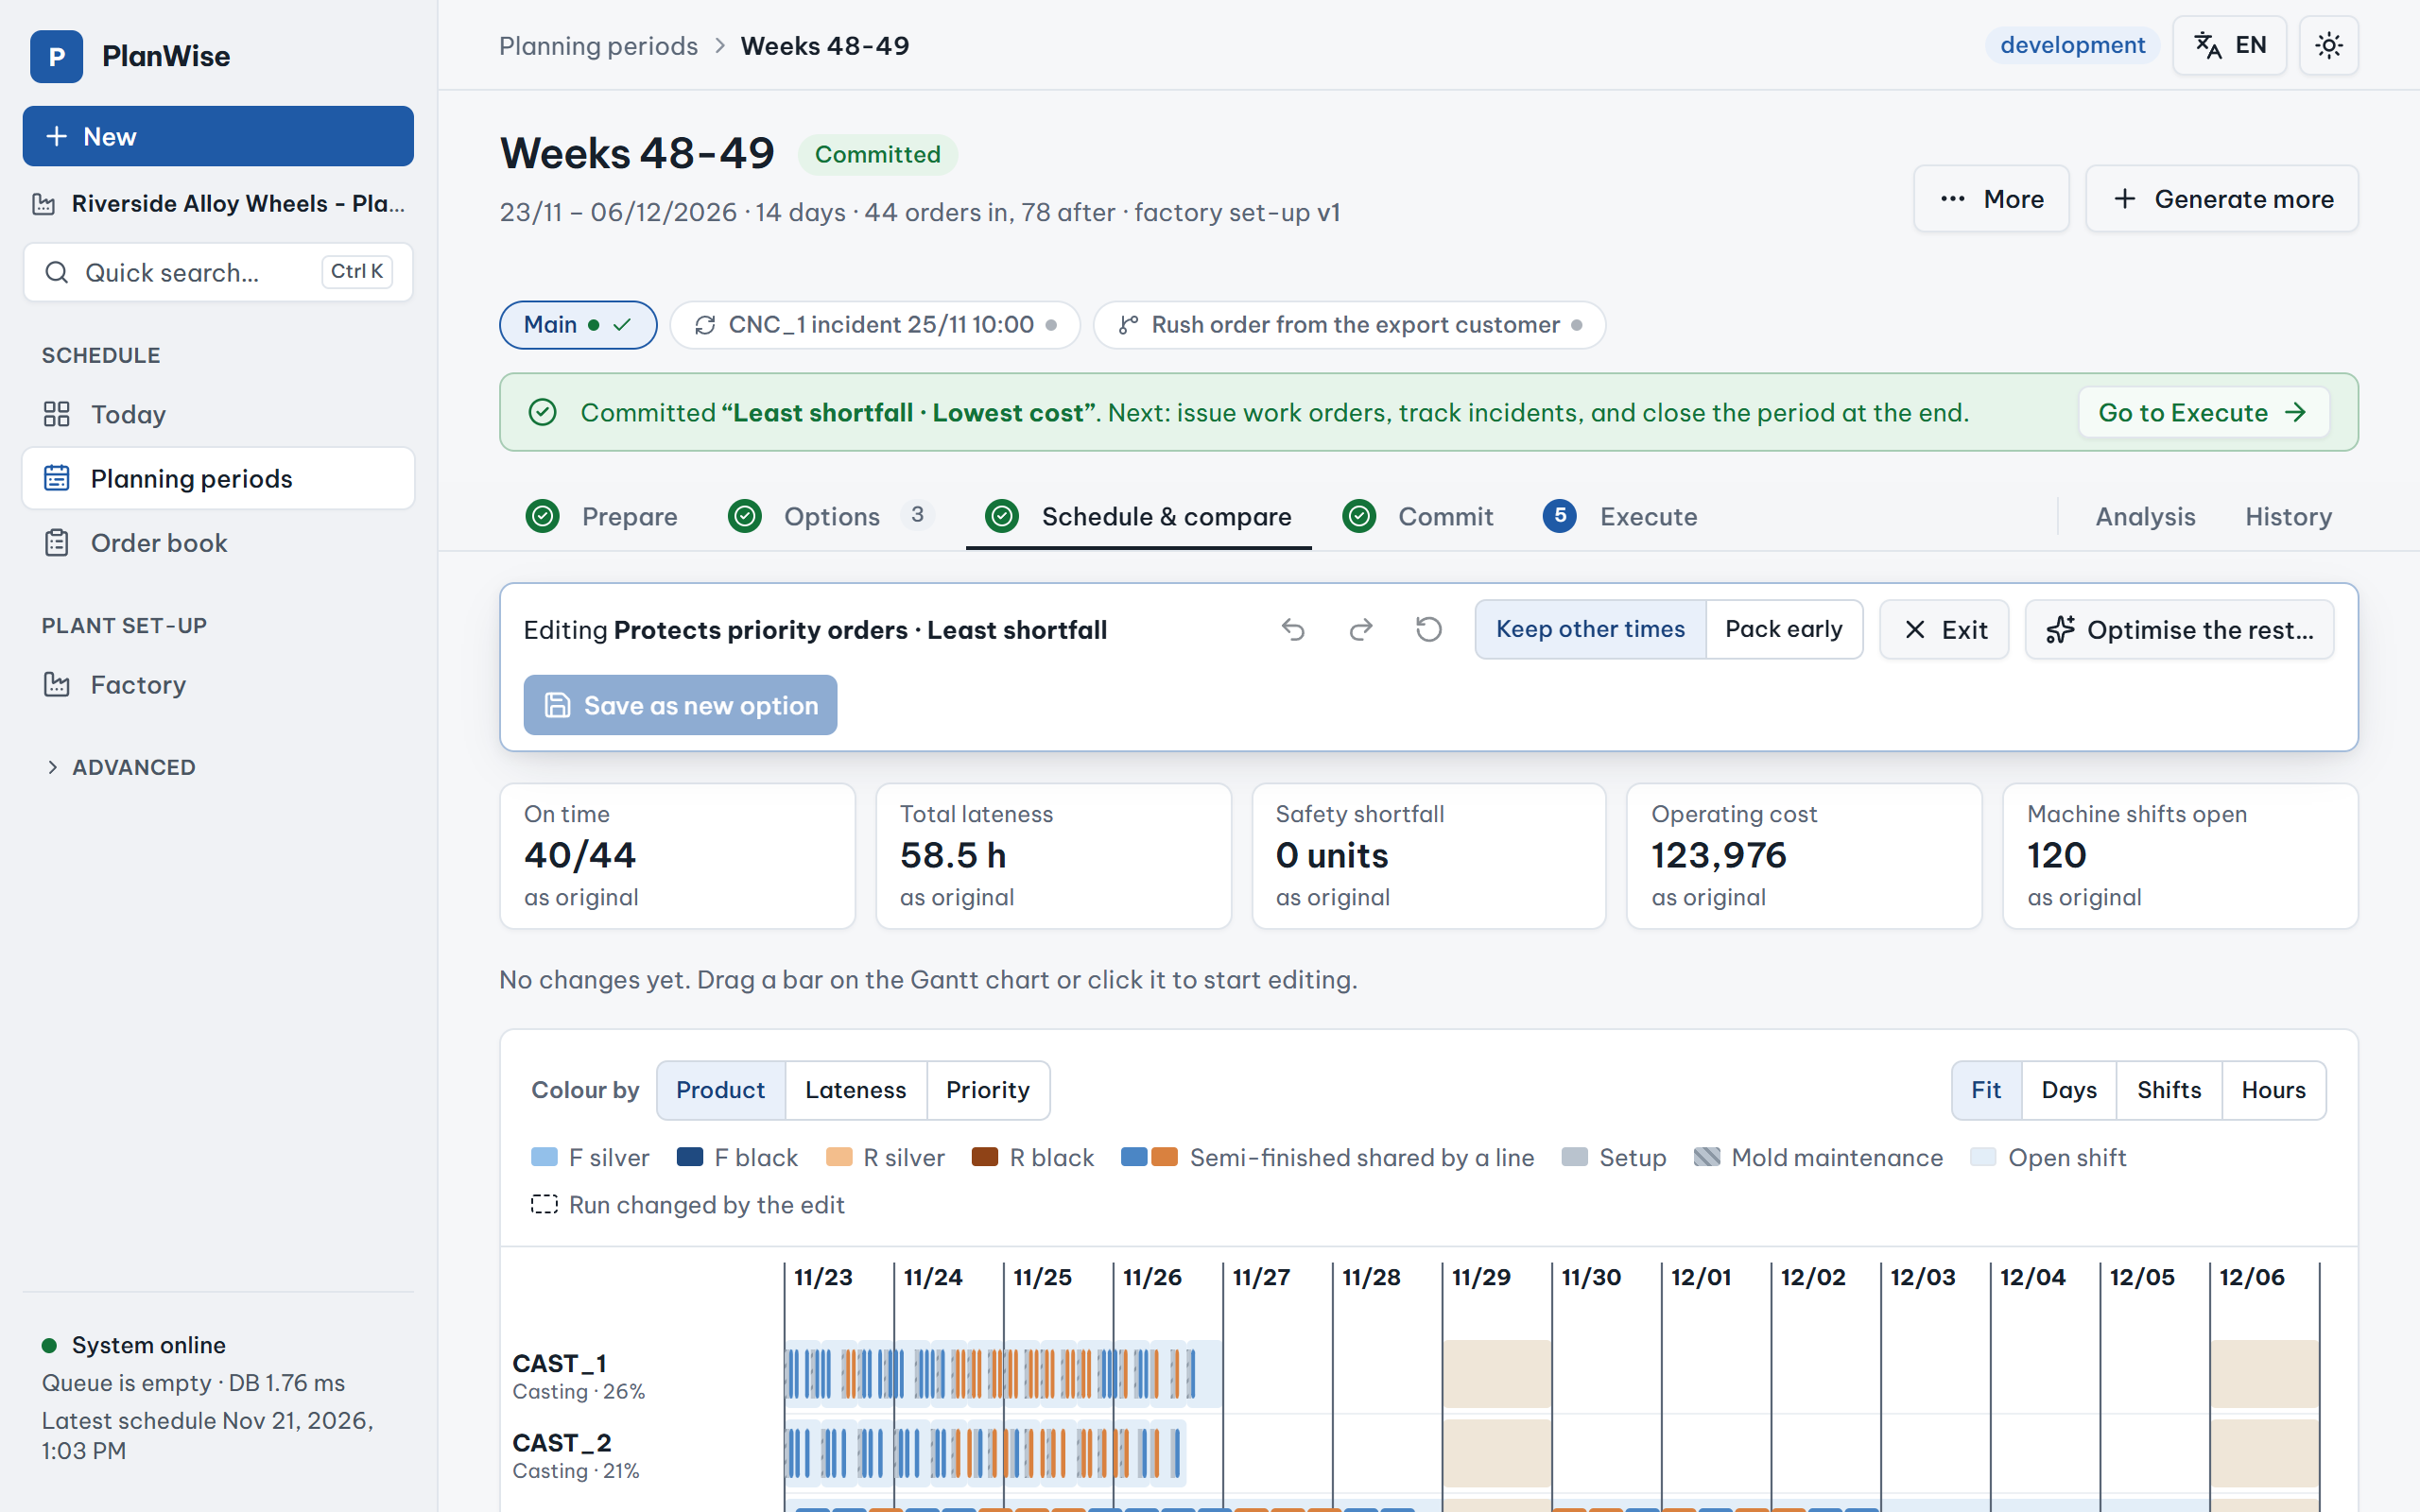 P PlanWise
New
Riverside Alloy Wheels - Pla...
Quick search... Ctrl K
SCHEDULE
Today
Planning periods
Order book
PLANT SET-UP
Factory
ADVANCED
System online
Queue is empty · DB 1.76 ms
Latest schedule Nov 21, 2026,
1:03 PM
Planning periods > Weeks 48-49
development EN
Weeks 48-49 Committed
23/11 – 06/12/2026 · 14 days · 44 orders in, 78 after · factory set-up v1
More Generate more
Main CNC_1 incident 25/11 10:00 Rush order from the export customer
Committed “Least shortfall · Lowest cost”. Next: issue work orders, track incidents, and close the period at the end. Go to Execute
Prepare Options 3 Schedule & compare Commit 5 Execute Analysis History
Editing Protects priority orders · Least shortfall Keep other times Pack early Exit Optimise the rest...
Save as new option
On time Total lateness Safety shortfall Operating cost Machine shifts open
40/44 58.5 h 0 units 123,976 120
as original as original as original as original as original
No changes yet. Drag a bar on the Gantt chart or click it to start editing.
Colour by Product Lateness Priority Fit Days Shifts Hours
F silver F black R silver R black Semi-finished shared by a line Setup Mold maintenance Open shift
Run changed by the edit
11/23 11/24 11/25 11/26 11/27 11/28 11/29 11/30 12/01 12/02 12/03 12/04 12/05 12/06
CAST_1
Casting · 26%
CAST_2
Casting · 21%